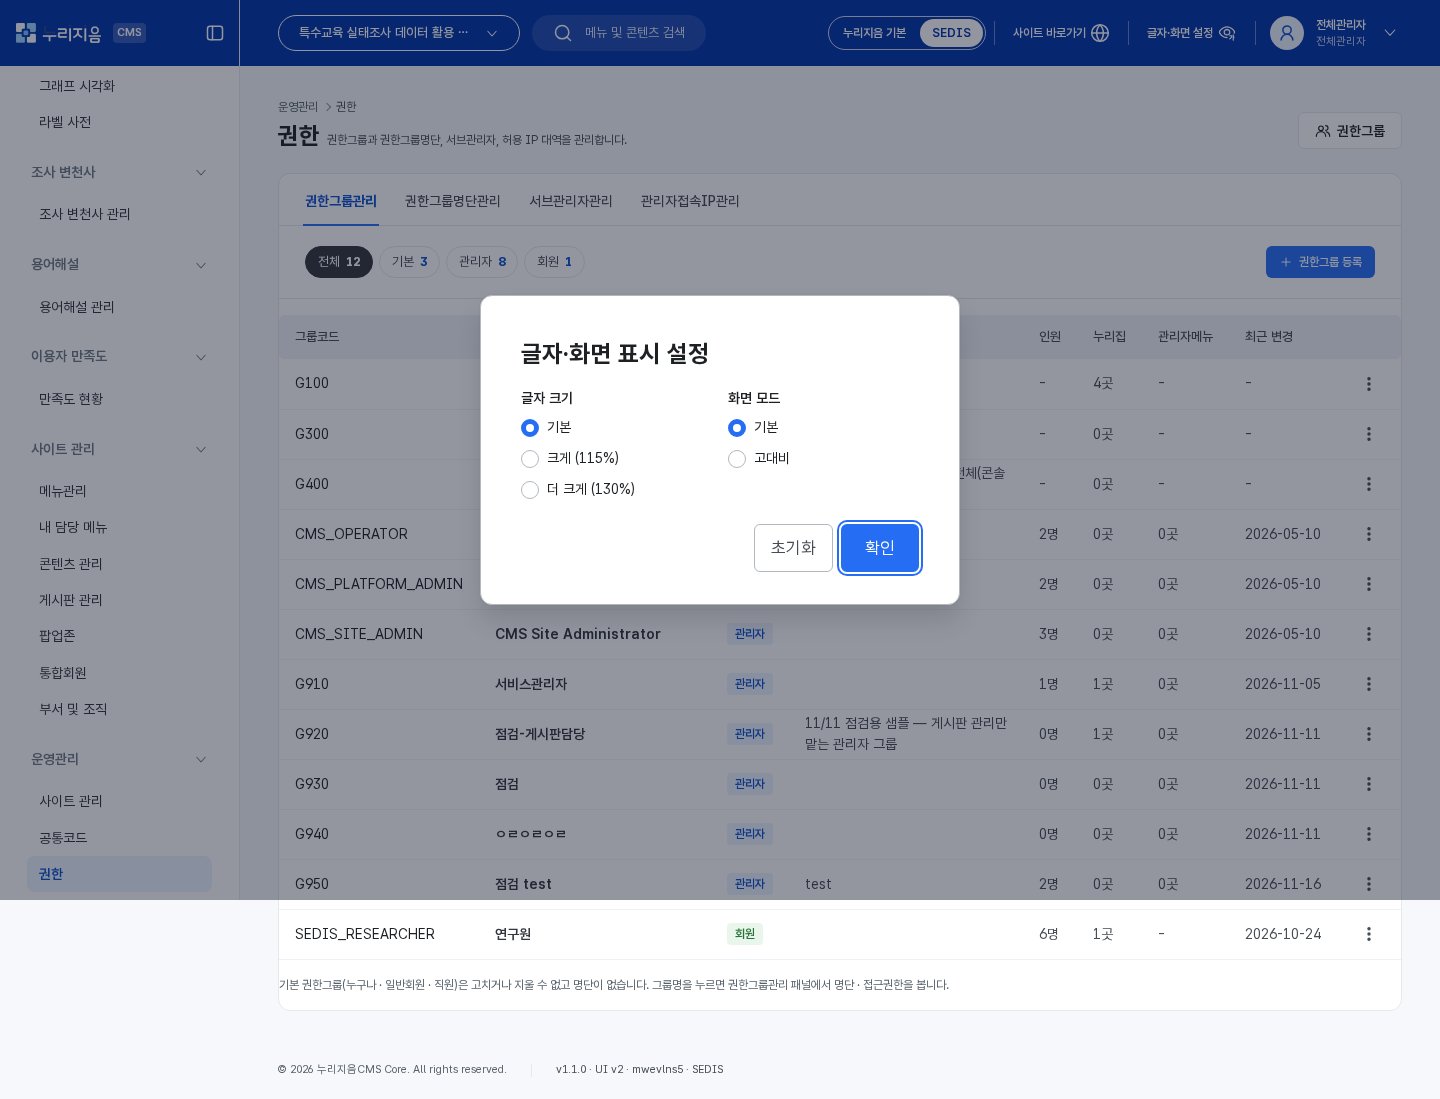 누리지음 CMS
특수교육 실태조사 데이터 활용 ···
메뉴 및 콘텐츠 검색
누리지음 기본 SEDIS
사이트 바로가기
글자·화면 설정
전체관리자
전체관리자
그래프 시각화
라벨 사전
조사 변천사
조사 변천사 관리
용어해설
용어해설 관리
이용자 만족도
만족도 현황
사이트 관리
메뉴관리
내 담당 메뉴
콘텐츠 관리
게시판 관리
팝업존
통합회원
부서 및 조직
운영관리
사이트 관리
공통코드
권한
운영관리 > 권한
권한 권한그룹과 권한그룹명단, 서브관리자, 허용 IP 대역을 관리합니다.
권한그룹
권한그룹관리 권한그룹명단관리 서브관리자관리 관리자접속IP관리
전체 12 기본 3 관리자 8 회원 1
+ 권한그룹 등록
그룹코드 인원 누리집 관리자메뉴 최근 변경
G100 - 4곳 - -
G300 - 0곳 - -
G400 전체(콘솔 - 0곳 - -
CMS_OPERATOR 2명 0곳 0곳 2026-05-10
CMS_PLATFORM_ADMIN 2명 0곳 0곳 2026-05-10
CMS_SITE_ADMIN CMS Site Administrator 관리자 3명 0곳 0곳 2026-05-10
G910 서비스관리자 관리자 1명 1곳 0곳 2026-11-05
G920 점검-게시판담당 관리자 11/11 점검용 샘플 — 게시판 관리만
맡는 관리자 그룹 0명 1곳 0곳 2026-11-11
G930 점검 관리자 0명 0곳 0곳 2026-11-11
G940 ㅇㄹㅇㄹㅇㄹ 관리자 0명 0곳 0곳 2026-11-11
G950 점검 test 관리자 test 2명 0곳 0곳 2026-11-16
SEDIS_RESEARCHER 연구원 회원 6명 1곳 - 2026-10-24
기본 권한그룹(누구나 · 일반회원 · 직원)은 고치거나 지울 수 없고 명단이 없습니다. 그룹명을 누르면 권한그룹관리 패널에서 명단 · 접근권한을 봅니다.
글자·화면 표시 설정
글자 크기
기본
크게 (115%)
더 크게 (130%)
화면 모드
기본
고대비
초기화 확인
© 2026 누리지음CMS Core. All rights reserved.
v1.1.0 · UI v2 · mwevlns5 · SEDIS